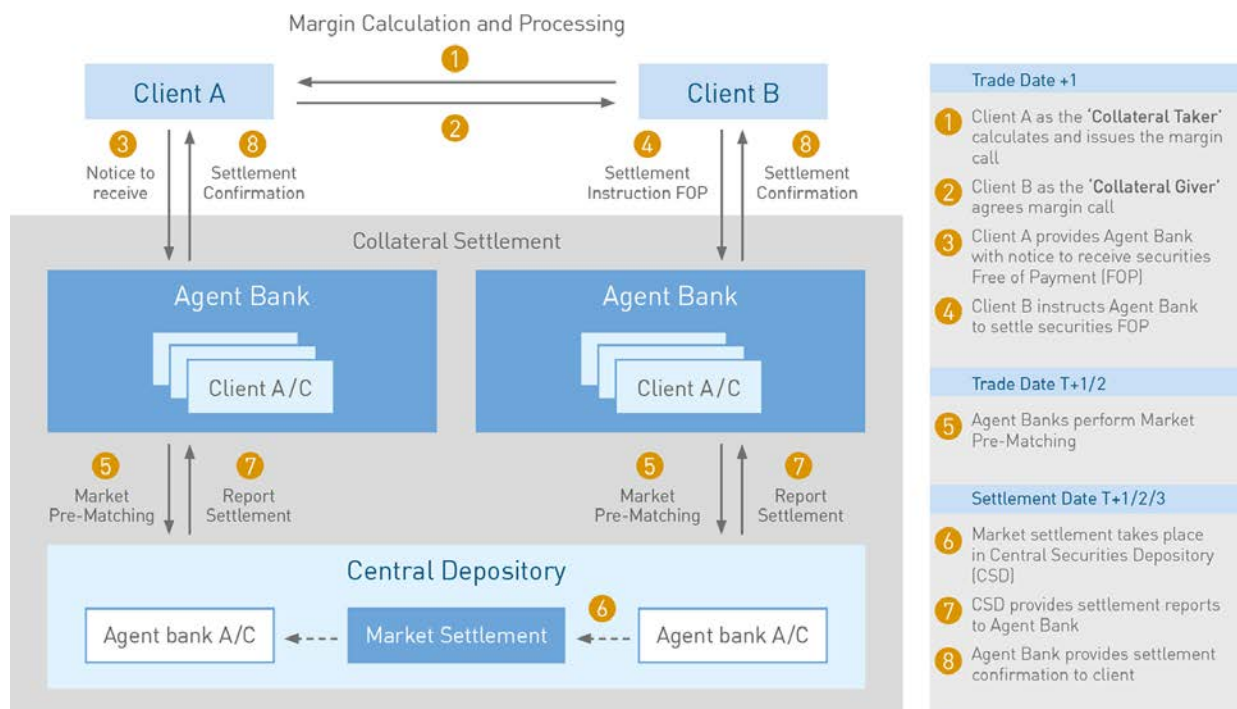 Margin Calculation and Processing
1
Client A
Client B
2
3
Notice to
receive
8
Settlement
Confirmation
4
Settlement
Instruction FOP
8
Settlement
Confirmation
Collateral Settlement
Agent Bank
Client A/C
Agent Bank
Client A/C
5
Market
Pre-Matching
7
Report
Settlement
5
Market
Pre-Matching
7
Report
Settlement
Central Depository
Agent bank A/C
Market Settlement
6
Agent bank A/C
Trade Date +1
1 Client A as the ‘Collateral Taker’
calculates and issues the margin
call
2 Client B as the ‘Collateral Giver’
agrees margin call
3 Client A provides Agent Bank
with notice to receive securities
Free of Payment (FOP)
4 Client B instructs Agent Bank
to settle securities FOP
Trade Date T+1/2
5 Agent Banks perform Market
Pre-Matching
Settlement Date T+1/2/3
6 Market settlement takes place
in Central Securities Depository
(CSD)
7 CSD provides settlement reports
to Agent Bank
8 Agent Bank provides settlement
confirmation to client